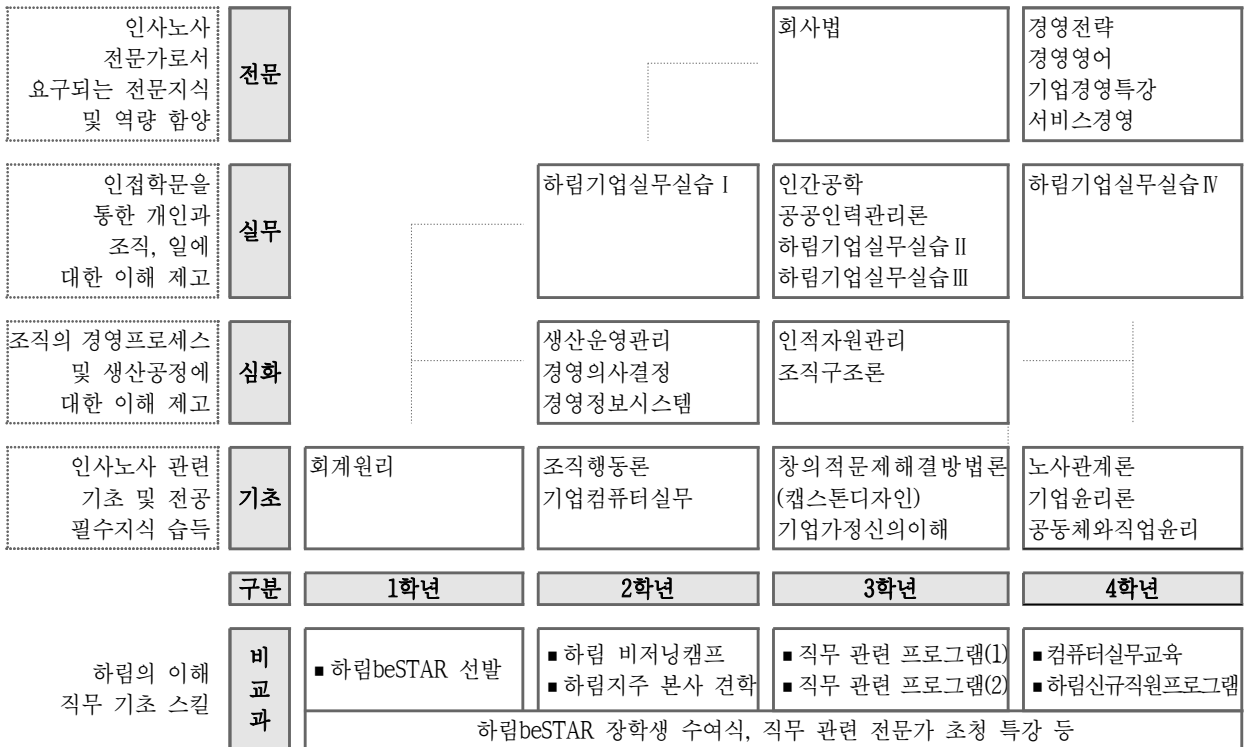 인사노사
전문가로서
요구되는 전문지식
및 역량 함양
전문
회사법
경영전략
경영영어
기업경영특강
서비스경영
인접학문을
통한 개인과
조직, 일에
대한 이해 제고
실무
하림기업실무실습Ⅰ
인간공학
공공인력관리론
하림기업실무실습Ⅱ
하림기업실무실습Ⅲ
하림기업실무실습Ⅳ
조직의 경영프로세스
및 생산공정에
대한 이해 제고
심화
생산운영관리
경영의사결정
경영정보시스템
인적자원관리
조직구조론
인사노사 관련
기초 및 전공
필수지식 습득
기초
회계원리
조직행동론
기업컴퓨터실무
창의적문제해결방법론
(캡스톤디자인)
기업가정신의이해
노사관계론
기업윤리론
공동체와직업윤리
구분
1학년
2학년
3학년
4학년
하림의 이해
직무 기초 스킬
비
교
과
▪하림beSTAR 선발
▪하림 비저닝캠프
▪하림지주 본사 견학
▪직무 관련 프로그램(1)
▪직무 관련 프로그램(2)
▪컴퓨터실무교육
▪하림신규직원프로그램
하림beSTAR 장학생 수여식, 직무 관련 전문가 초청 특강 등